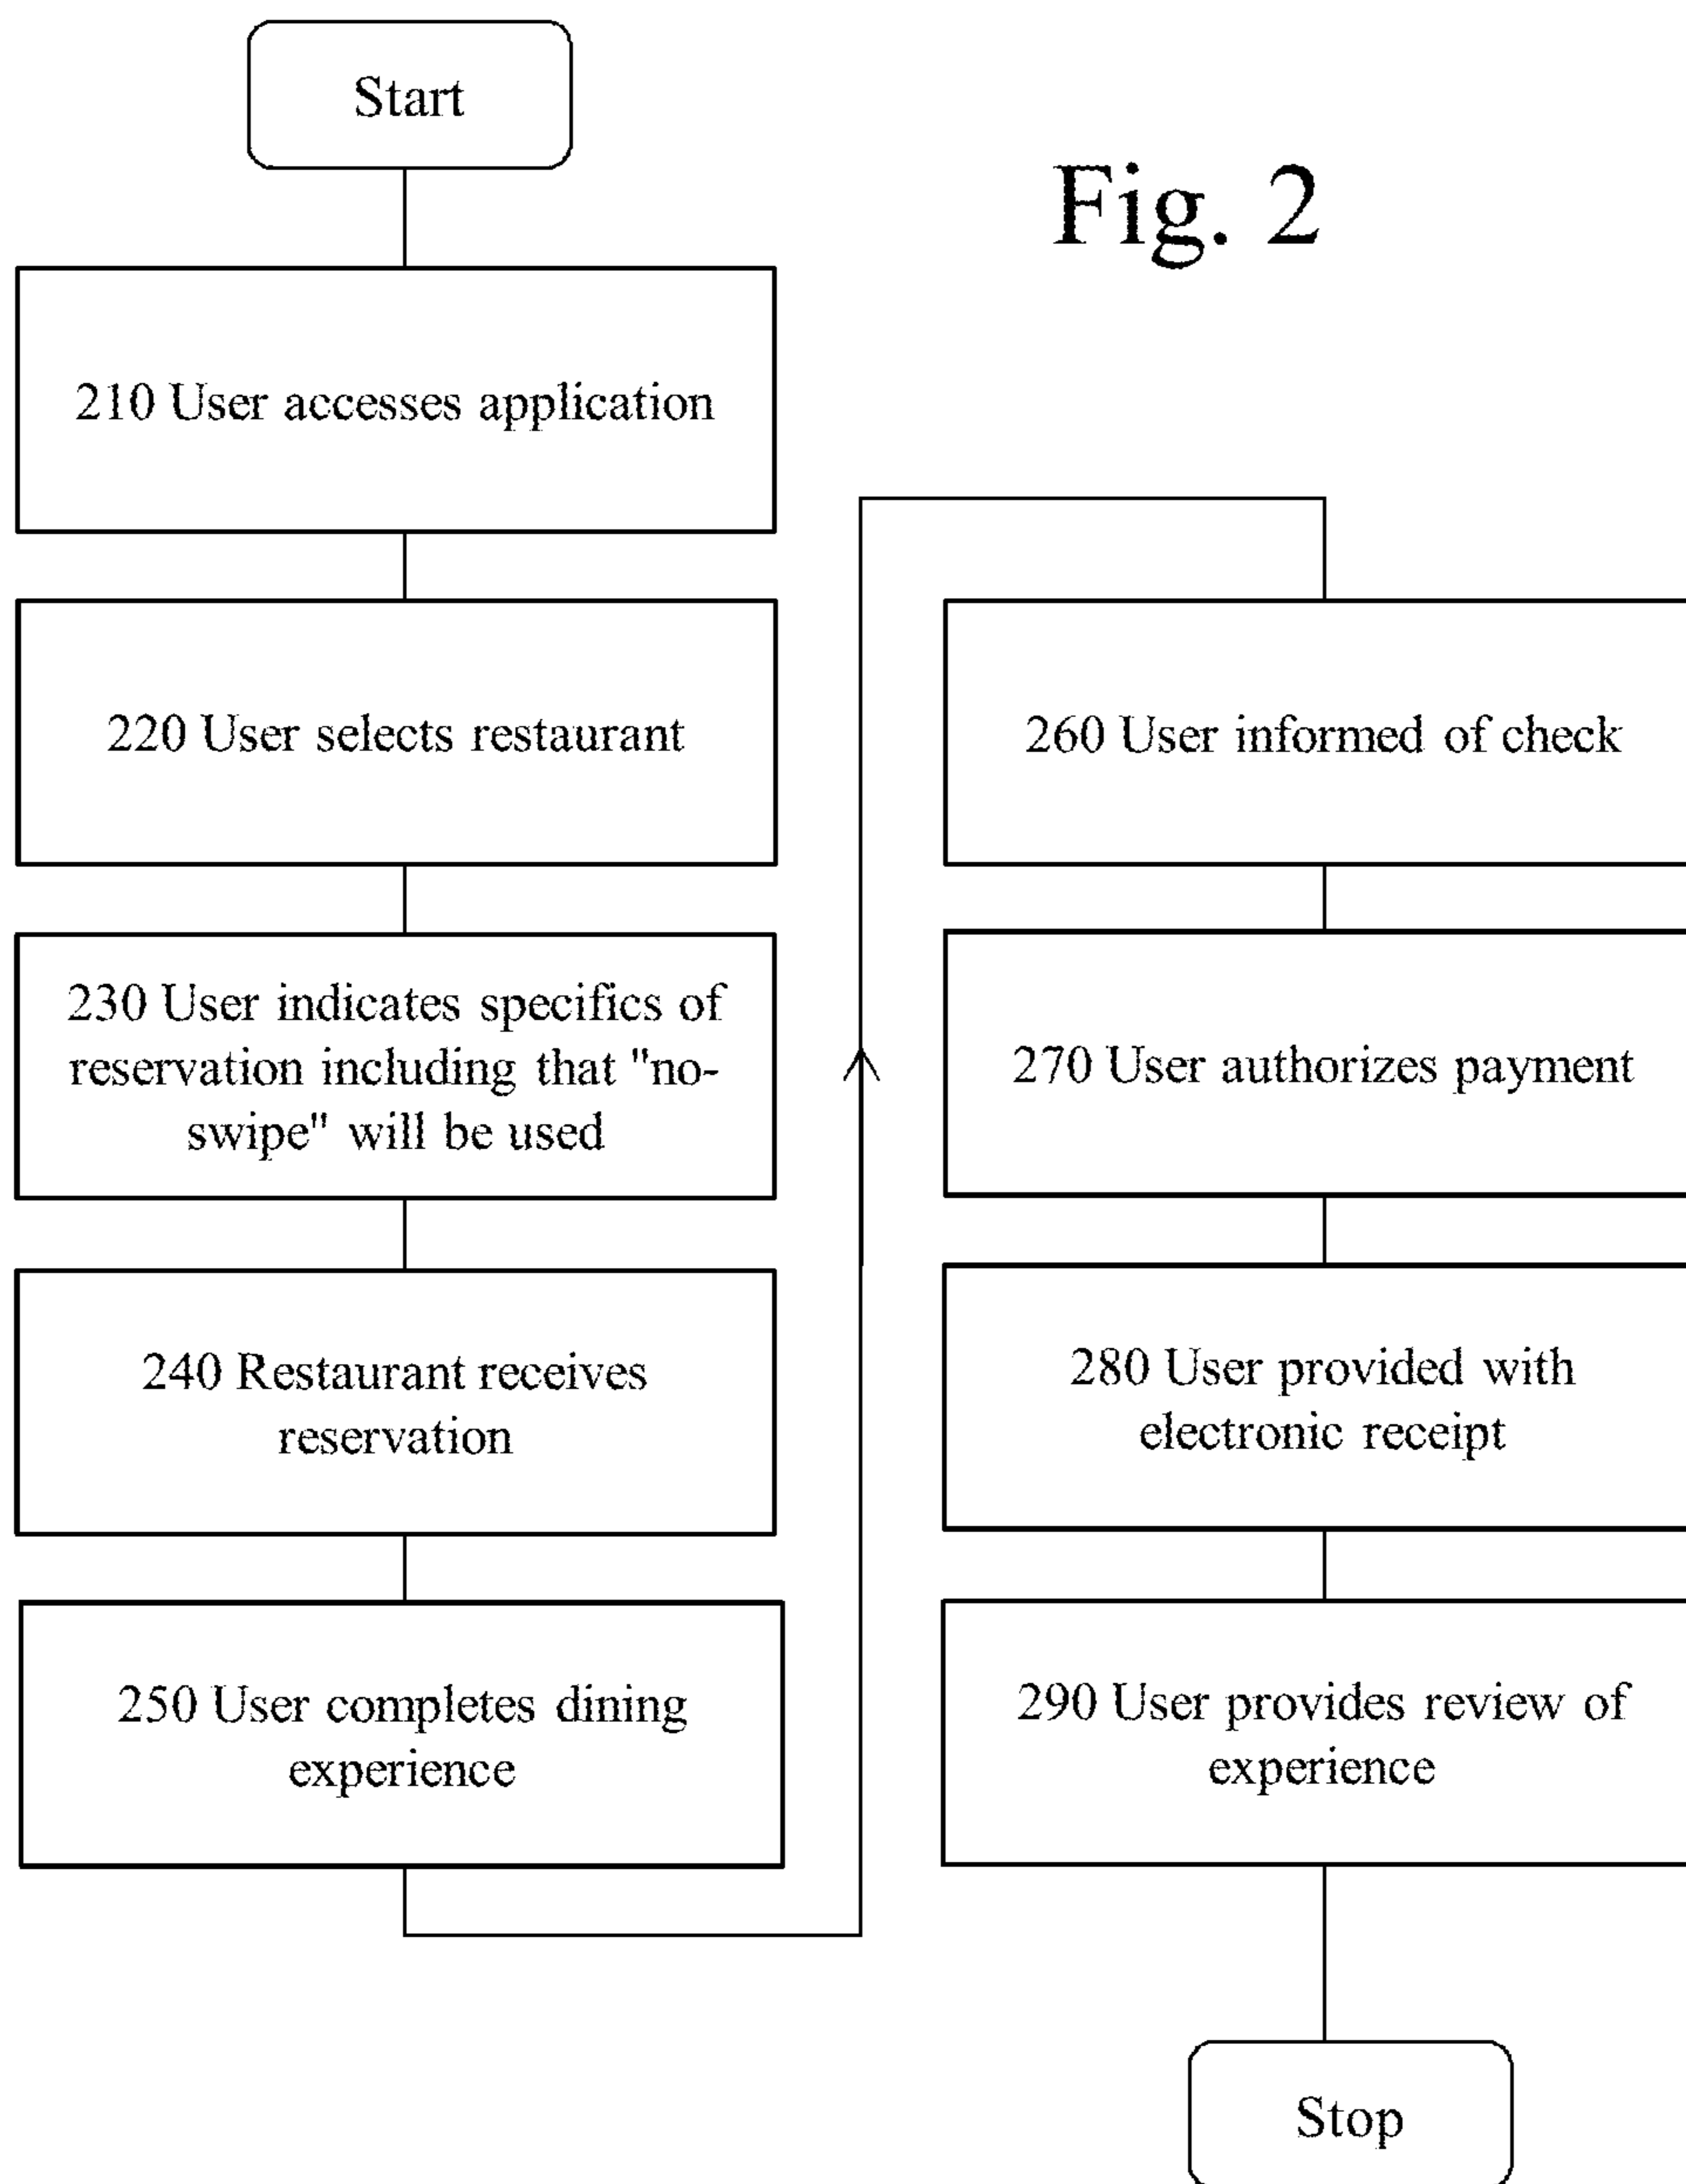 Start
Fig. 2
210 User accesses application
220 User selects restaurant
230 User indicates specifics of
reservation including that "no-
swipe" will be used
240 Restaurant receives
reservation
250 User completes dining
experience
260 User informed of check
270 User authorizes payment
280 User provided with
electronic receipt
290 User provides review of
experience
Stop